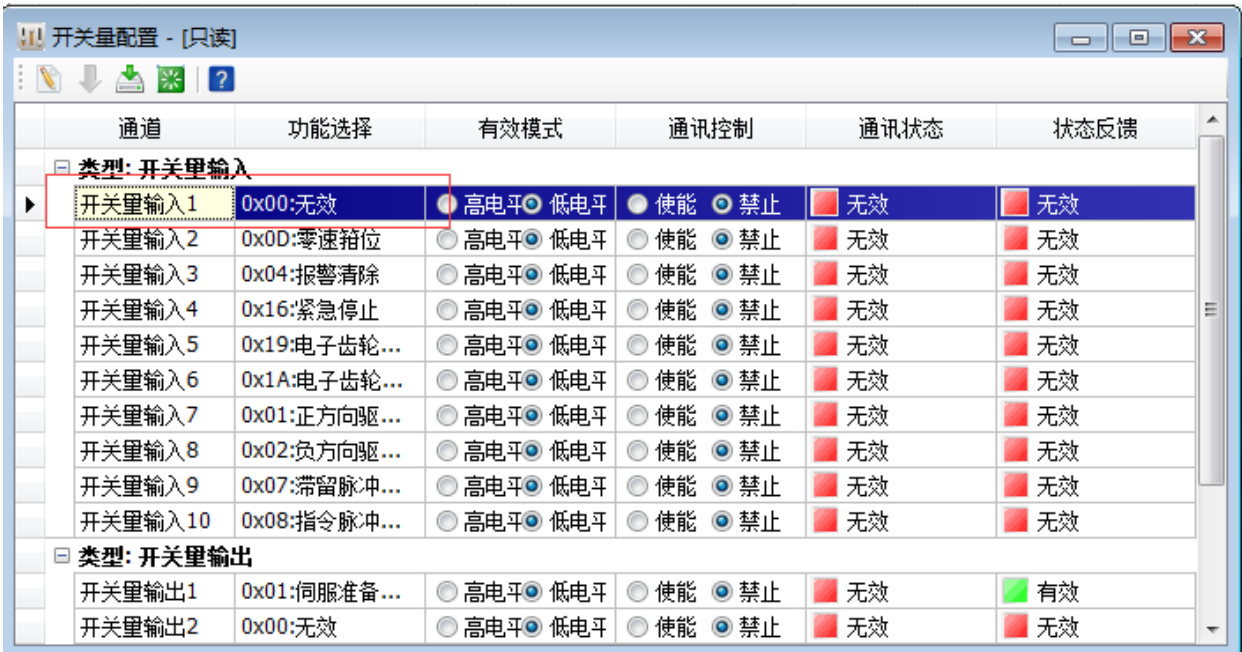 开关量配置 - [只读]
通道 功能选择 有效模式 通讯控制 通讯状态 状态反馈
类型: 开关量输入
开关量输入1 0x00:无效 高电平 低电平 使能 禁止 无效 无效
开关量输入2 0x0D:零速箝位 高电平 低电平 使能 禁止 无效 无效
开关量输入3 0x04:报警清除 高电平 低电平 使能 禁止 无效 无效
开关量输入4 0x16:紧急停止 高电平 低电平 使能 禁止 无效 无效
开关量输入5 0x19:电子齿轮... 高电平 低电平 使能 禁止 无效 无效
开关量输入6 0x1A:电子齿轮... 高电平 低电平 使能 禁止 无效 无效
开关量输入7 0x01:正方向驱... 高电平 低电平 使能 禁止 无效 无效
开关量输入8 0x02:负方向驱... 高电平 低电平 使能 禁止 无效 无效
开关量输入9 0x07:滞留脉冲... 高电平 低电平 使能 禁止 无效 无效
开关量输入10 0x08:指令脉冲... 高电平 低电平 使能 禁止 无效 无效
类型: 开关量输出
开关量输出1 0x01:伺服准备... 高电平 低电平 使能 禁止 无效 有效
开关量输出2 0x00:无效 高电平 低电平 使能 禁止 无效 无效